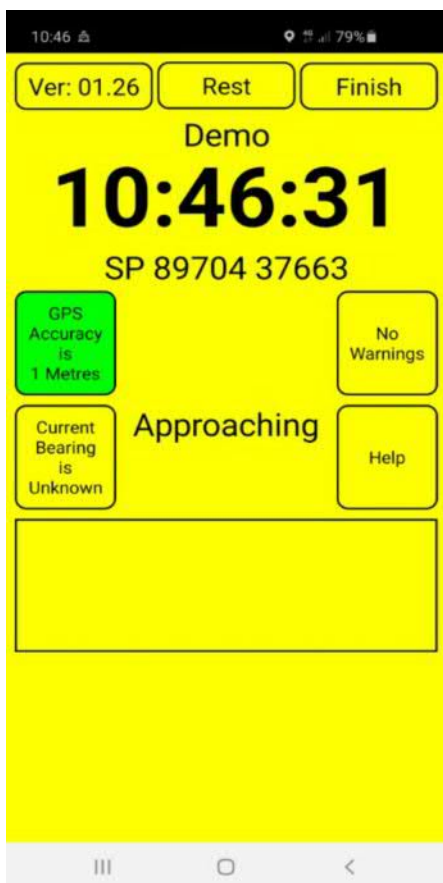 10:46 79%
Ver: 01.26 Rest Finish
Demo
10:46:31
SP 89704 37663
GPS
Accuracy
is
1 Metres
No
Warnings
Current
Bearing
is
Unknown
Approaching
Help